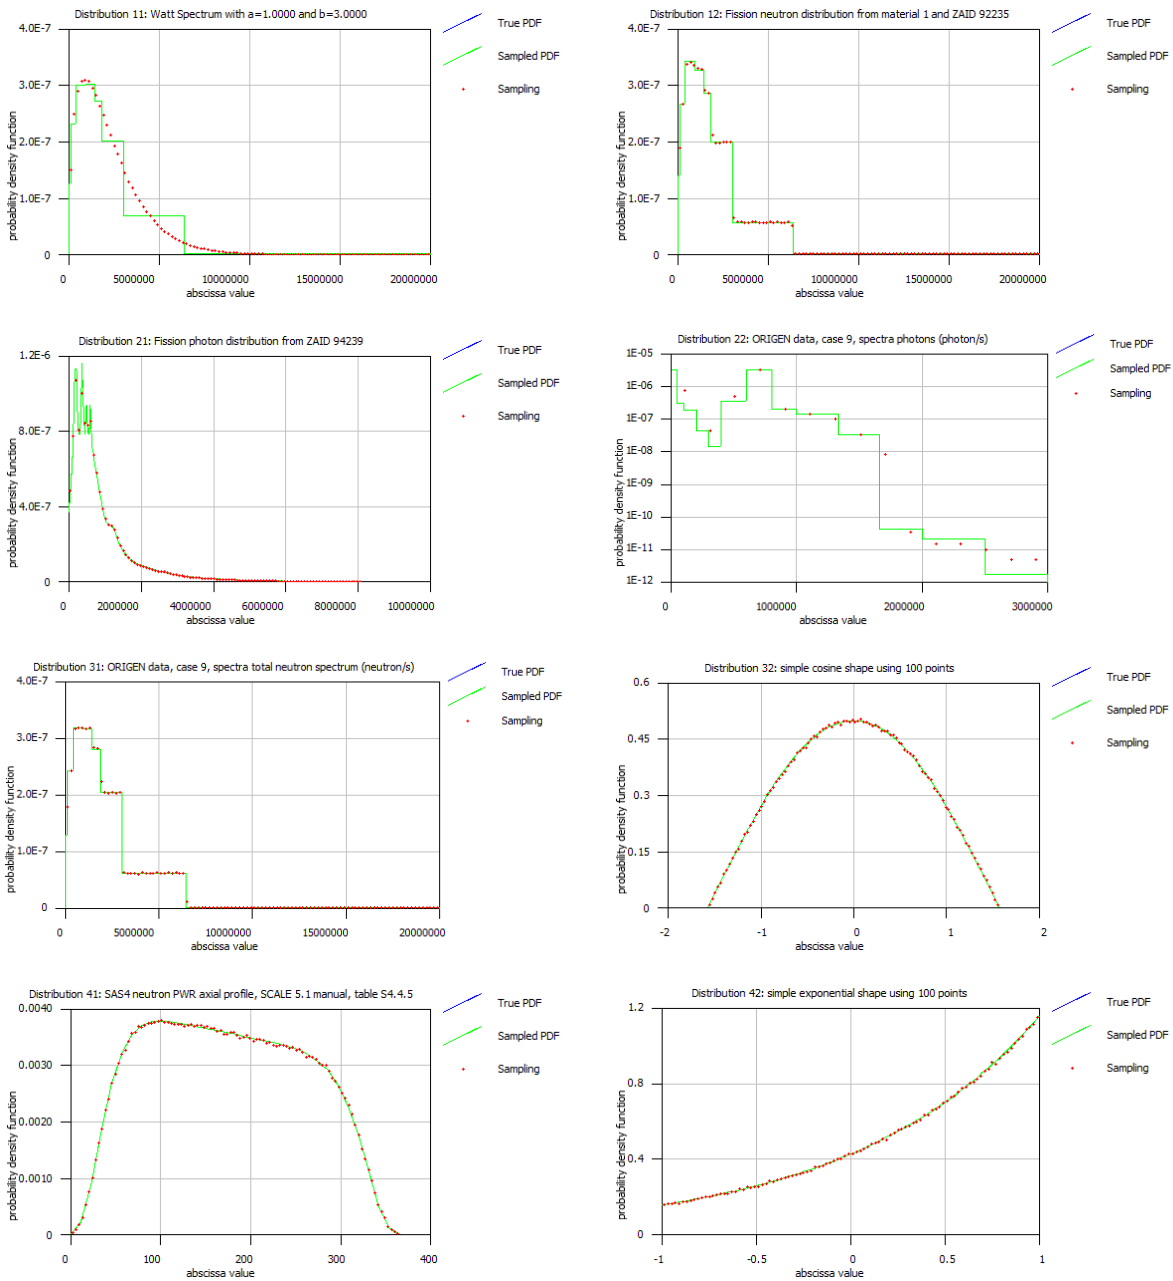 Distribution 11: Watt Spectrum with a=1.0000 and b=3.0000
4.0E-7
3.0E-7
2.0E-7
1.0E-7
0
probability density function
0 5000000 10000000 15000000 20000000
abscissa value
True PDF
Sampled PDF
Sampling
Distribution 12: Fission neutron distribution from material 1 and ZAID 92235
4.0E-7
3.0E-7
2.0E-7
1.0E-7
0
probability density function
0 5000000 10000000 15000000 20000000
abscissa value
True PDF
Sampled PDF
Sampling
Distribution 21: Fission photon distribution from ZAID 94239
1.2E-6
8.0E-7
4.0E-7
0
probability density function
0 2000000 4000000 6000000 8000000 10000000
abscissa value
True PDF
Sampled PDF
Sampling
Distribution 22: ORIGEN data, case 9, spectra photons (photon/s)
1E-05
1E-06
1E-07
1E-08
1E-09
1E-10
1E-11
1E-12
probability density function
0 1000000 2000000 3000000
abscissa value
True PDF
Sampled PDF
Sampling
Distribution 31: ORIGEN data, case 9, spectra total neutron spectrum (neutron/s)
4.0E-7
3.0E-7
2.0E-7
1.0E-7
0
probability density function
0 5000000 10000000 15000000 20000000
abscissa value
True PDF
Sampled PDF
Sampling
Distribution 32: simple cosine shape using 100 points
0.6
0.45
0.3
0.15
0
probability density function
-2 -1 0 1 2
abscissa value
True PDF
Sampled PDF
Sampling
Distribution 41: SAS4 neutron PWR axial profile, SCALE 5.1 manual, table S4.4.5
0.0040
0.0030
0.0020
0.0010
0
probability density function
0 100 200 300 400
abscissa value
True PDF
Sampled PDF
Sampling
Distribution 42: simple exponential shape using 100 points
1.2
0.8
0.4
0
probability density function
-1 -0.5 0 0.5 1
abscissa value
True PDF
Sampled PDF
Sampling